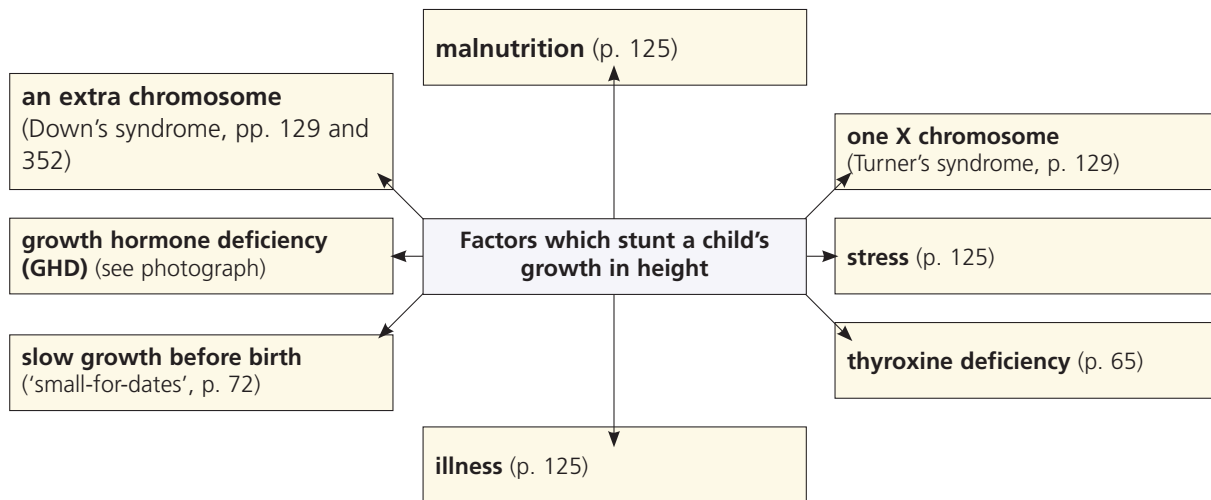 malnutrition (p. 125)
an extra chromosome
(Down's syndrome, pp. 129 and
352)
one X chromosome
(Turner's syndrome, p. 129)
growth hormone deficiency
(GHD) (see photograph)
Factors which stunt a child's
growth in height
stress (p. 125)
slow growth before birth
('small-for-dates', p. 72)
thyroxine deficiency (p. 65)
illness (p. 125)